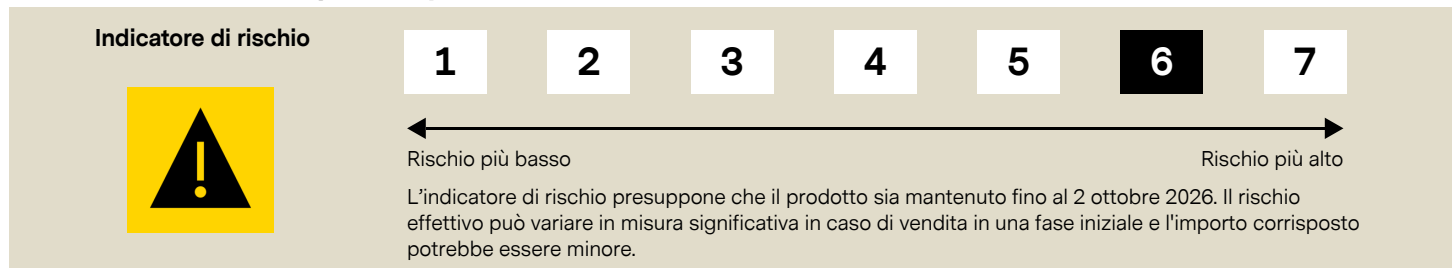 Indicatore di rischio
1 2 3 4 5 6 7
Rischio più basso Rischio più alto
L’indicatore di rischio presuppone che il prodotto sia mantenuto fino al 2 ottobre 2026. Il rischio
effettivo può variare in misura significativa in caso di vendita in una fase iniziale e l'importo corrisposto
potrebbe essere minore.